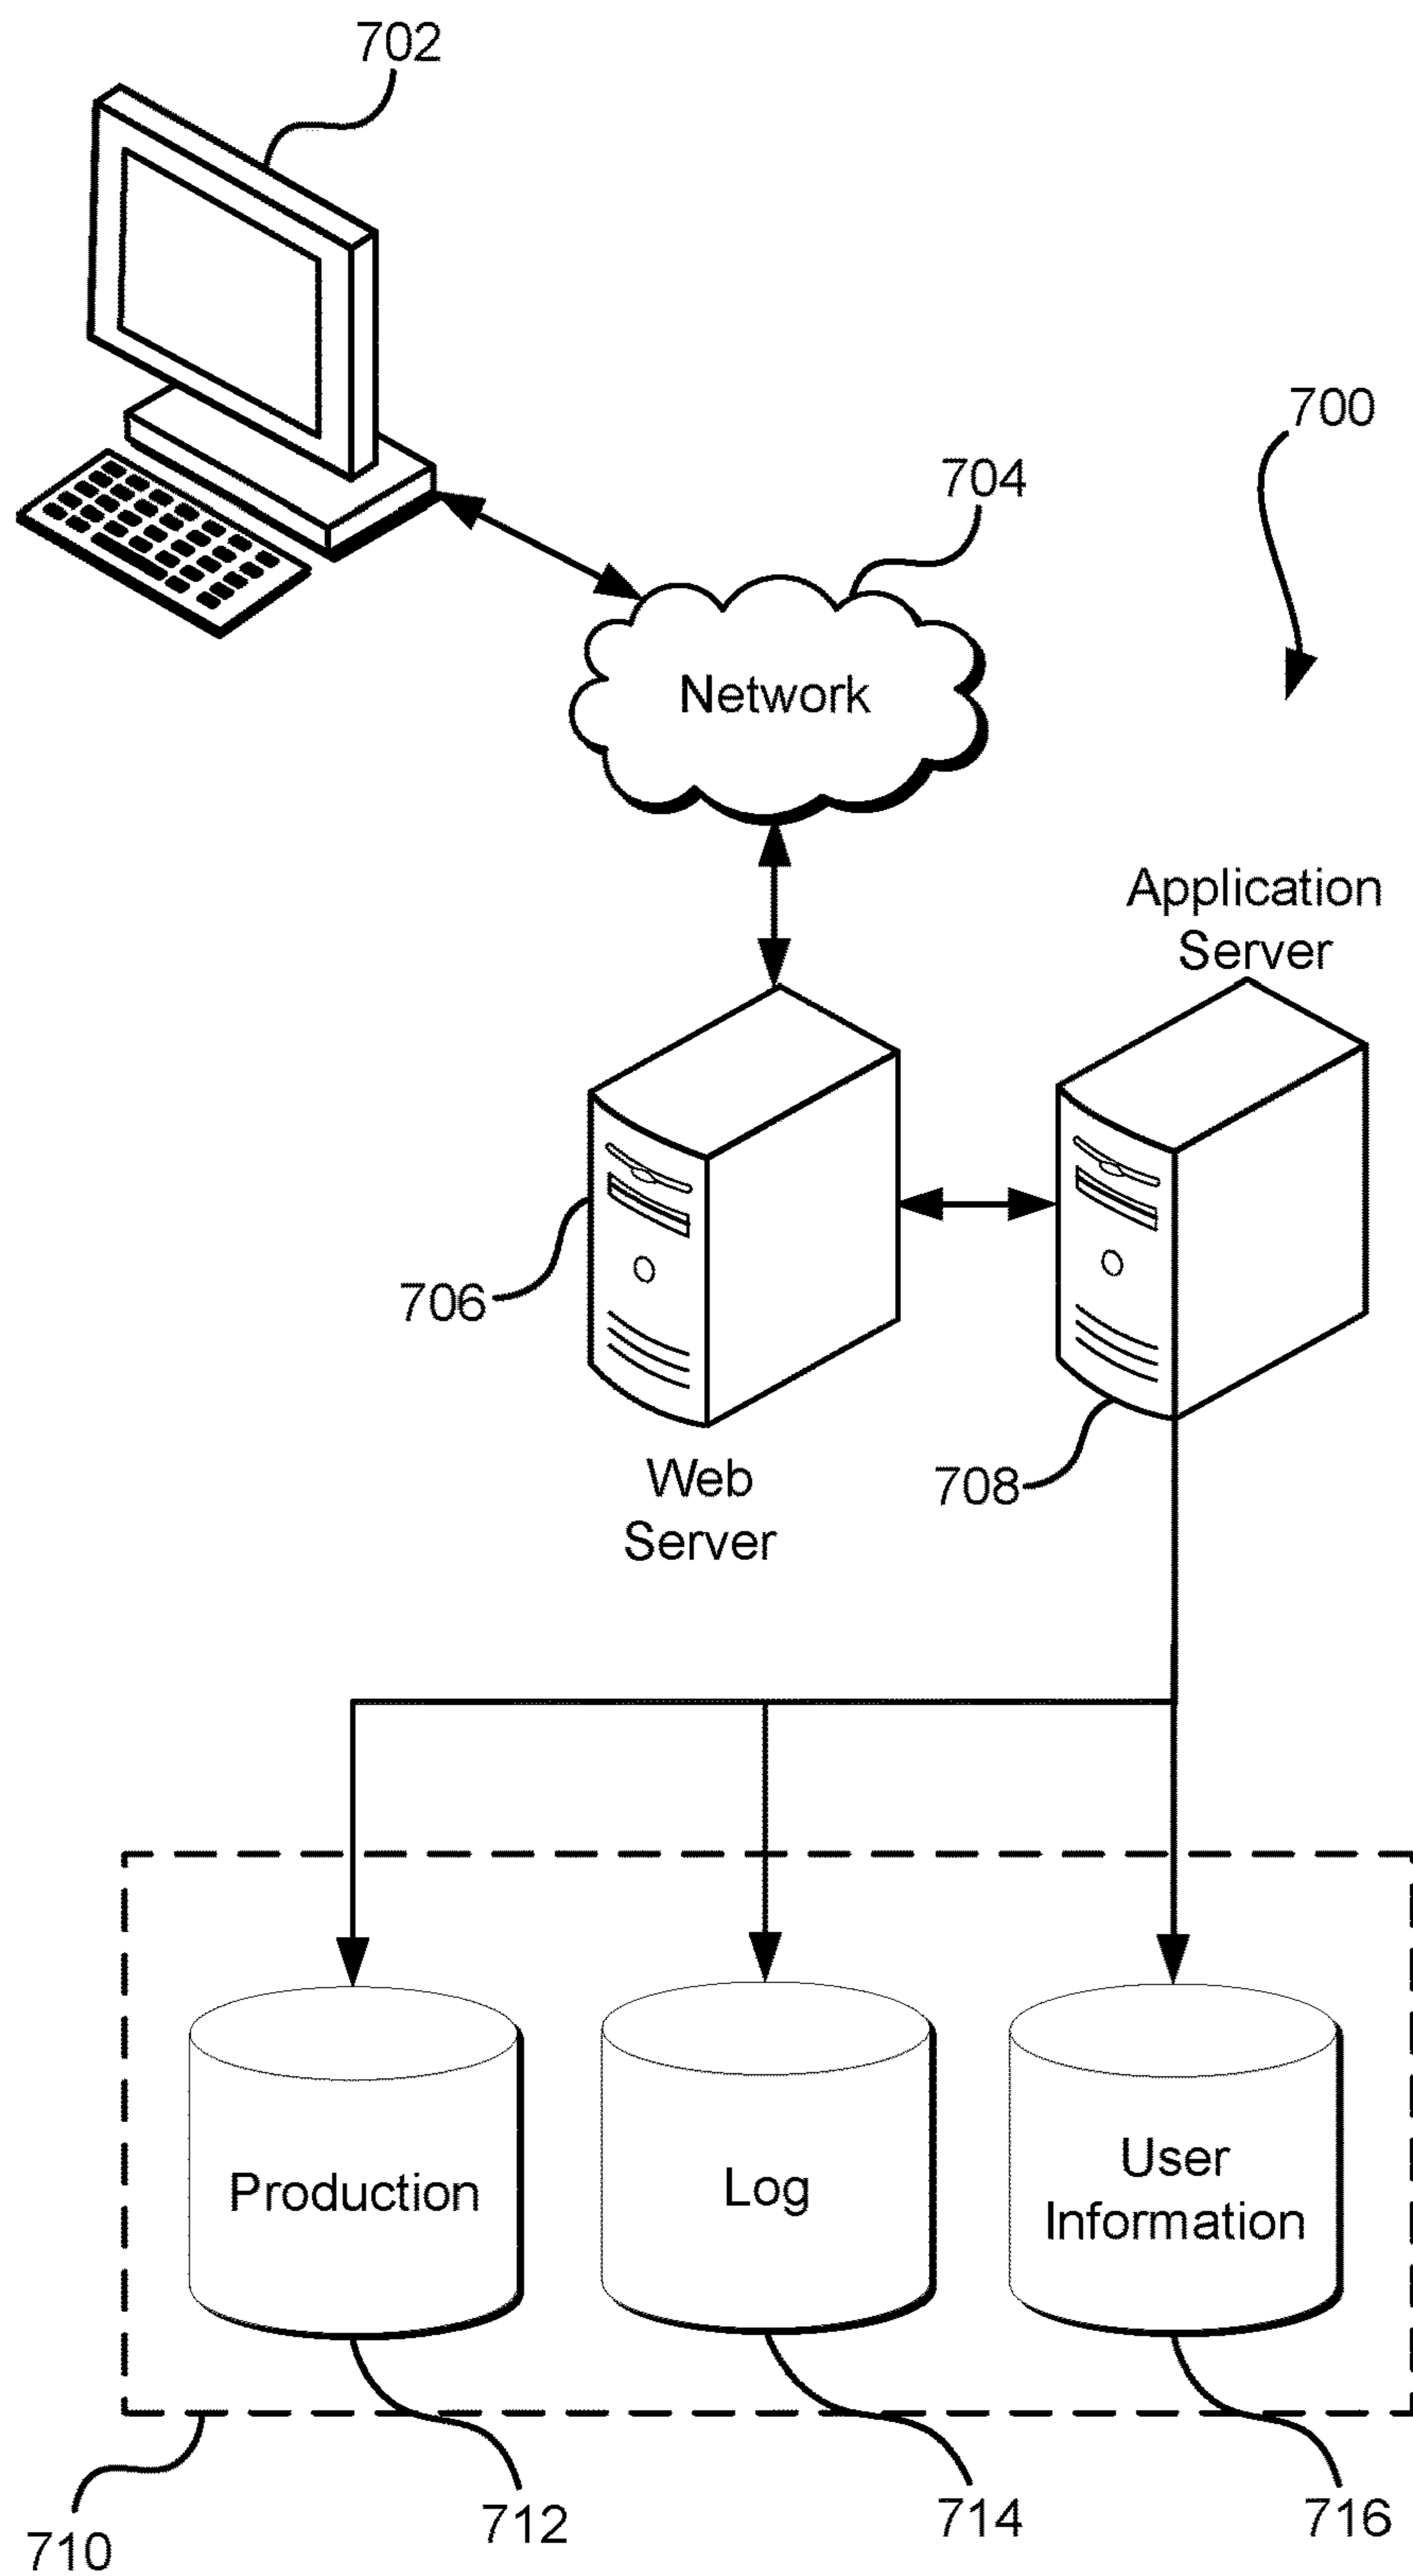 702
700
704
Network
Application
Server
706
Web
Server
708
Production
Log
User
Information
710
712
714
716